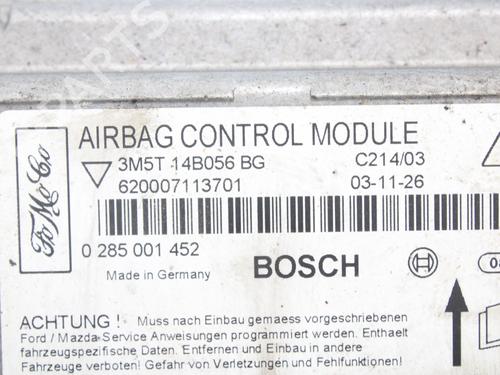 AIRBAG CONTROL MODULE
3M5T 14B056 BG C214/03
620007113701 03-11-26
FoMoCo
0 285 001 452
Made in Germany BOSCH
ACHTUNG ! Muss nach Einbau gemaess vorgeschriebenen
Ford / Mazda-Service Anweisungen programmiert werden. Enthaelt
fahrzeugspezifische Daten. Entfernen und Einbau in andere
Fahrzeuge verboten! Gefahr von Verletzungen und Fehlfunktionen!